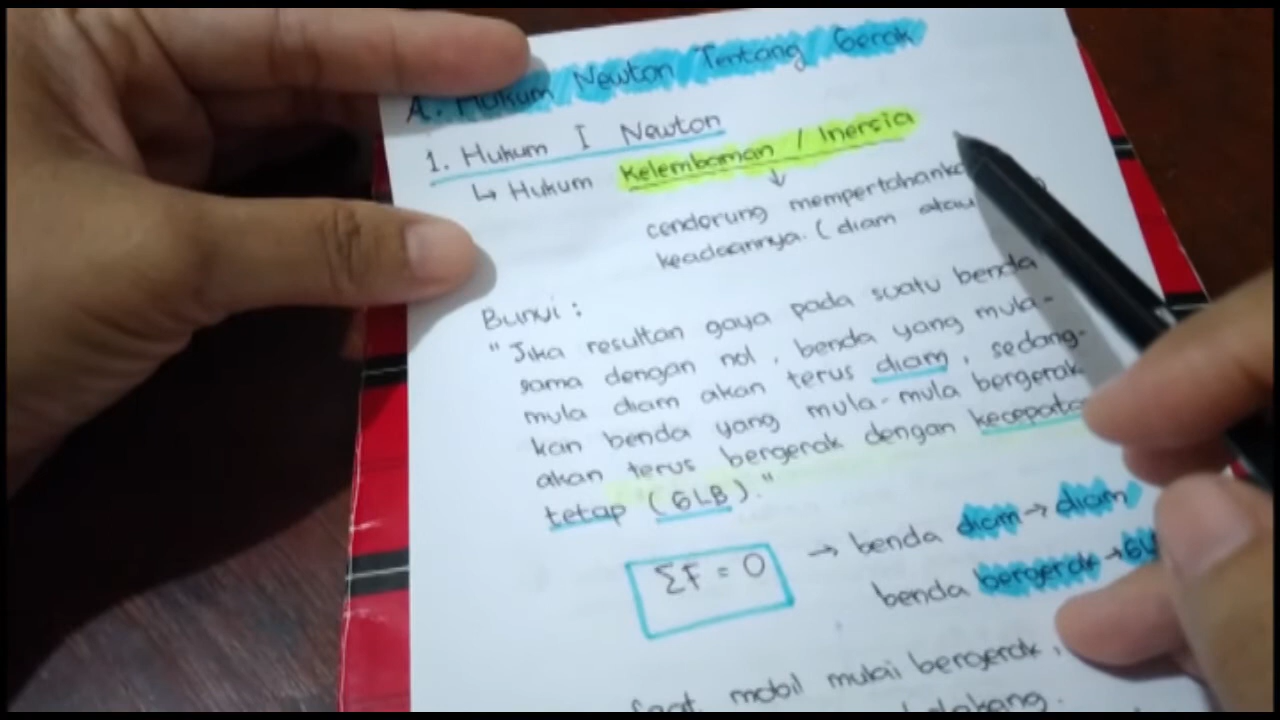 A. Hukum Newton Tentang Gerak
1. Hukum I Newton
↳ Hukum Kelembaman / Inersia
↓
cenderung mempertahanka
keadaannya. (diam atau
Bunyi :
"Jika resultan gaya pada suatu benda
sama dengan nol, benda yang mula-
mula diam akan terus diam, sedang-
kan benda yang mula-mula bergerak
akan terus bergerak dengan kecepata
tetap (GLB)."
ΣF = 0 → benda diam → diam
benda bergerak → GL
Saat mobil mulai bergerak,
belakang.